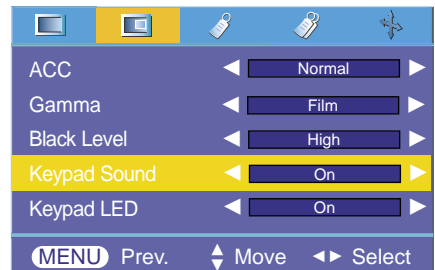 ACC Normal
Gamma Film
Black Level High
Keypad Sound On
Keypad LED On
MENU Prev. Move Select